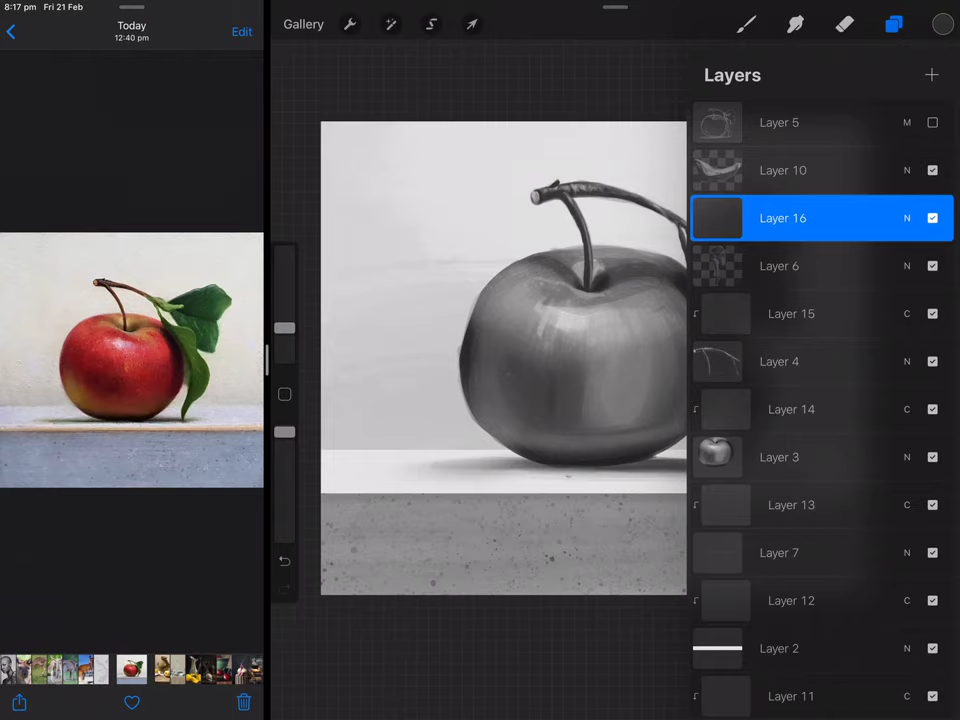 8:17 pm Fri 21 Feb
Today
12:40 pm
Edit
Gallery
Layers
Layer 5 M
Layer 10 N
Layer 16 N
Layer 6 N
Layer 15 C
Layer 4 N
Layer 14 C
Layer 3 N
Layer 13 C
Layer 7 N
Layer 12 C
Layer 2 N
Layer 11 C